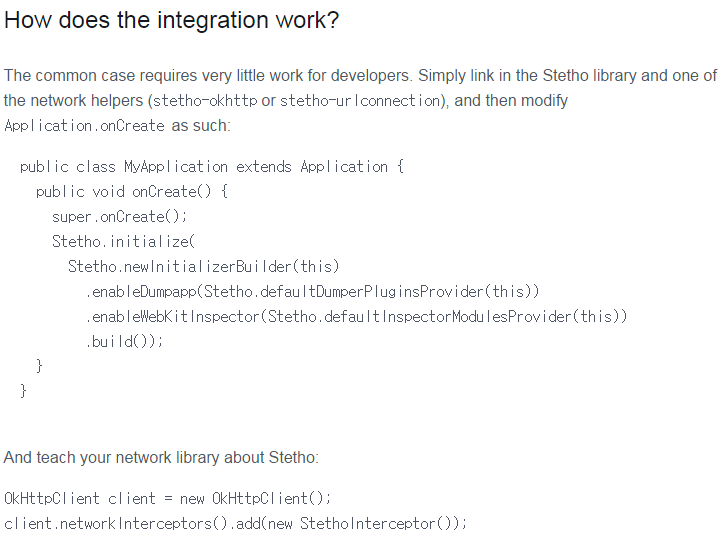 How does the integration work?
The common case requires very little work for developers. Simply link in the Stetho library and one of
the network helpers (stetho-okhttp or stetho-urlconnection), and then modify
Application.onCreate as such:
public class MyApplication extends Application {
public void onCreate() {
super.onCreate();
Stetho.initialize(
Stetho.newInitializerBuilder(this)
.enableDumpapp(Stetho.defaultDumperPluginsProvider(this))
.enableWebKitInspector(Stetho.defaultInspectorModulesProvider(this))
.build());
}
}
And teach your network library about Stetho:
OkHttpClient client = new OkHttpClient();
client.networkInterceptors().add(new StethoInterceptor());